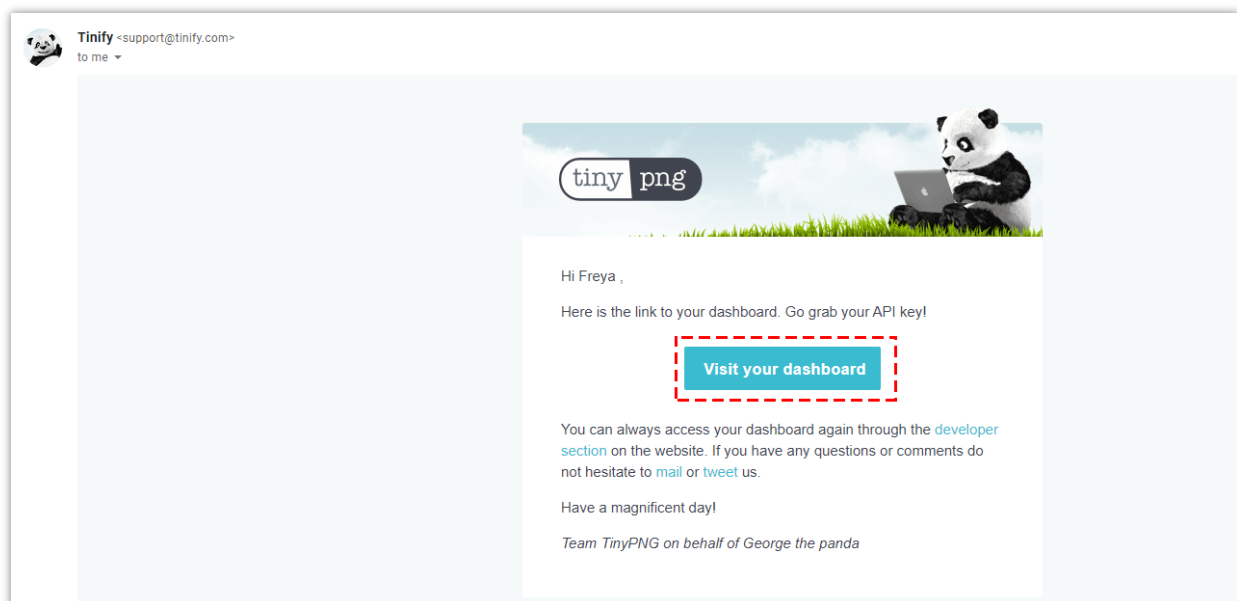 Tinify <support@tinify.com>
to me
tiny png
Hi Freya ,
Here is the link to your dashboard. Go grab your API key!
Visit your dashboard
You can always access your dashboard again through the developer
section on the website. If you have any questions or comments do
not hesitate to mail or tweet us.
Have a magnificent day!
Team TinyPNG on behalf of George the panda